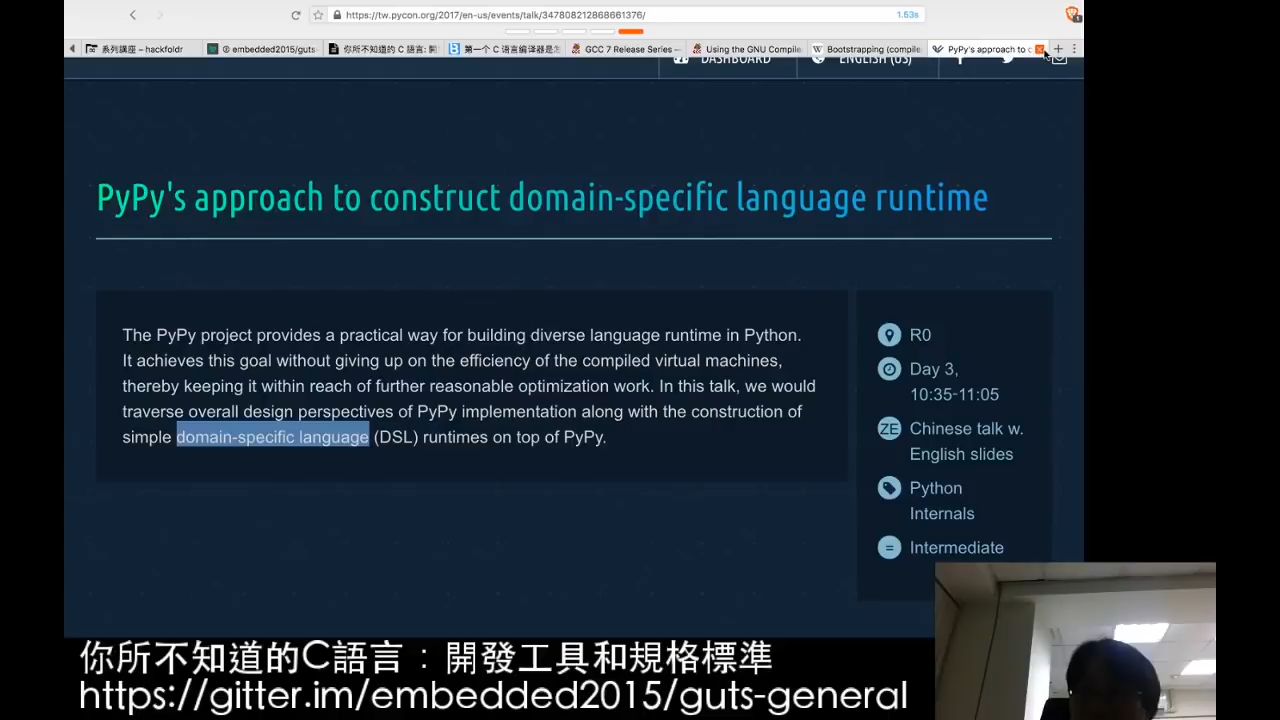 https://tw.pycon.org/2017/en-us/events/talk/347808212868661376/
1.53s
系列講座 – hackfoldr
embedded2015/guts-
你所不知道的 C 語言: 開
第一个 C 语言编译器是怎
GCC 7 Release Series —
Using the GNU Compile
Bootstrapping (compile
PyPy's approach to c
DASHBOARD
ENGLISH (US)
PyPy's approach to construct domain-specific language runtime
The PyPy project provides a practical way for building diverse language runtime in Python.
It achieves this goal without giving up on the efficiency of the compiled virtual machines,
thereby keeping it within reach of further reasonable optimization work. In this talk, we would
traverse overall design perspectives of PyPy implementation along with the construction of
simple domain-specific language (DSL) runtimes on top of PyPy.
R0
Day 3,
10:35-11:05
ZE Chinese talk w.
English slides
Python
Internals
= Intermediate
你所不知道的C語言：開發工具和規格標準
https://gitter.im/embedded2015/guts-general